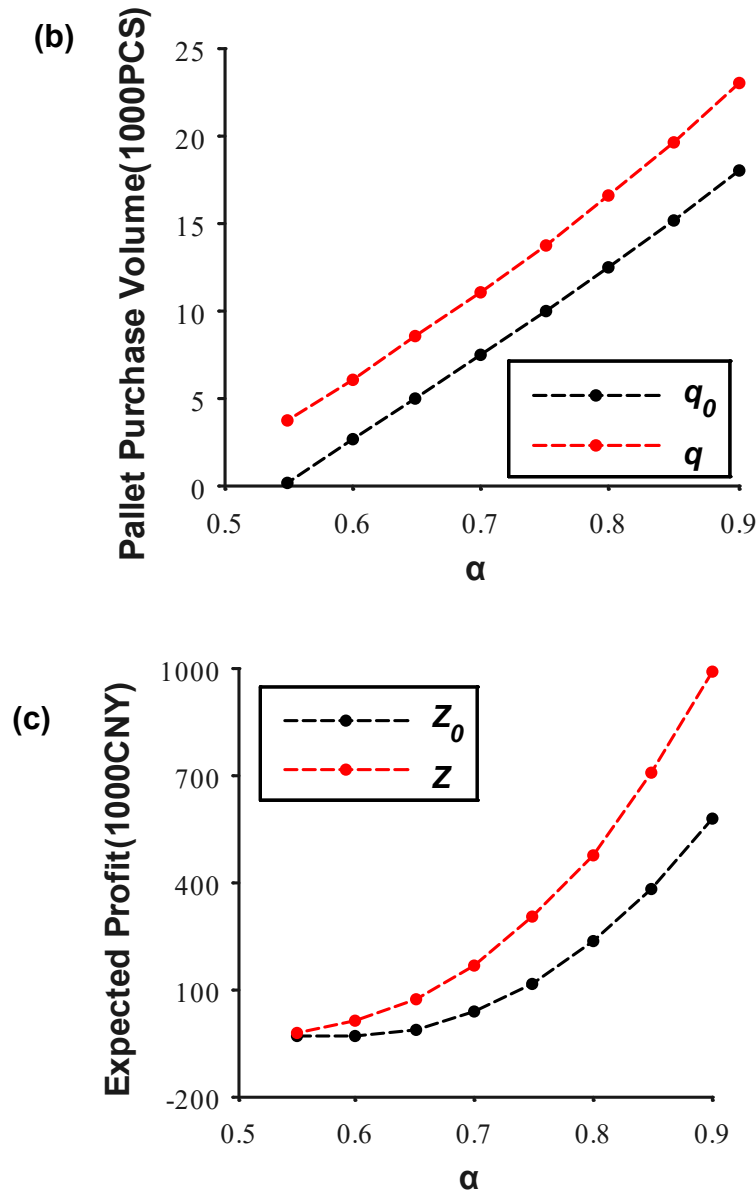 (b)
Pallet Purchase Volume(1000PCS)
25
20
15
10
5
0
0.5 0.6 0.7 0.8 0.9
α
q0
q
(c)
Expected Profit(1000CNY)
1000
700
400
100
-200
0.5 0.6 0.7 0.8 0.9
α
Z0
Z